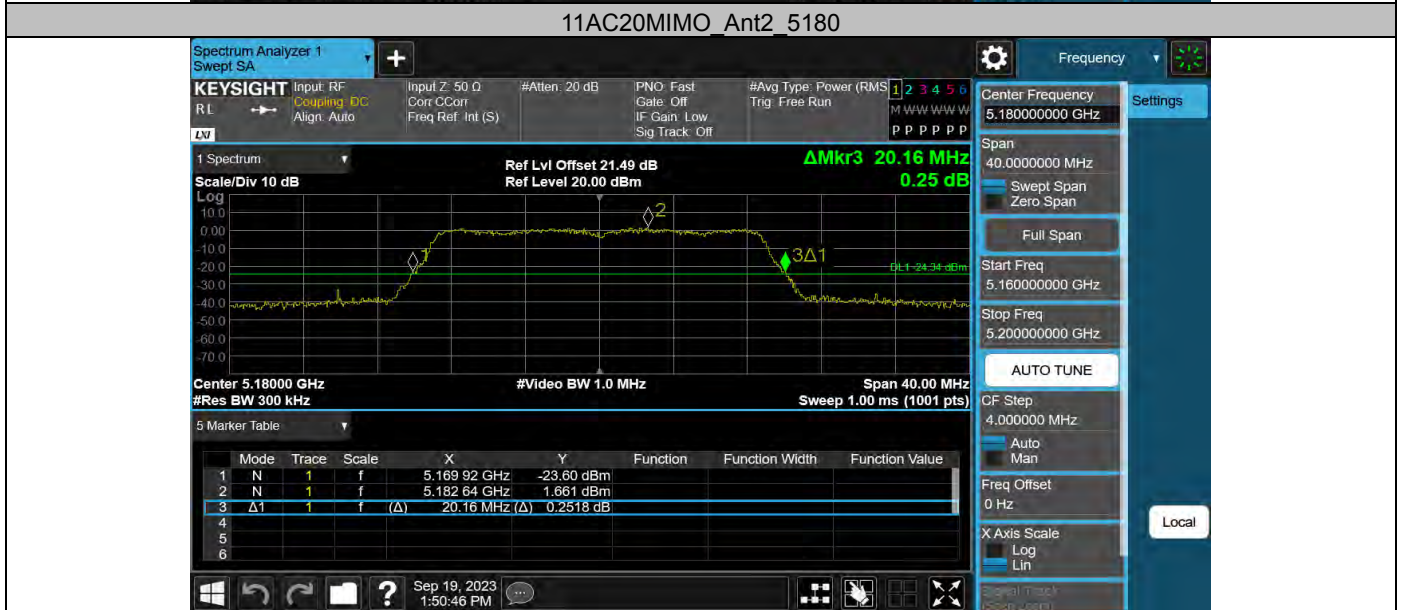 11AC20MIMO_Ant2_5180
Spectrum Analyzer 1
Swept SA
+
Frequency
KEYSIGHT
RL
LXI
Input: RF
Coupling: DC
Align: Auto
Input Z: 50 Ω
Corr CCorr
Freq Ref: Int (S)
#Atten: 20 dB
PNO: Fast
Gate: Off
IF Gain: Low
Sig Track: Off
#Avg Type: Power (RMS
Trig: Free Run
1 2 3 4 5 6
M W W W W W
P P P P P P
Center Frequency
5.180000000 GHz
Settings
Span
40.0000000 MHz
Swept Span
Zero Span
Full Span
Start Freq
5.160000000 GHz
Stop Freq
5.200000000 GHz
AUTO TUNE
CF Step
4.000000 MHz
Auto
Man
Freq Offset
0 Hz
X Axis Scale
Log
Lin
Local
1 Spectrum
Scale/Div 10 dB
Ref Lvl Offset 21.49 dB
Ref Level 20.00 dBm
ΔMkr3 20.16 MHz
0.25 dB
Log
10.0
0.00
-10.0
-20.0
-30.0
-40.0
-50.0
-60.0
-70.0
1
2
3Δ1
DL1 -24.34 dBm
Center 5.18000 GHz
#Video BW 1.0 MHz
Span 40.00 MHz
#Res BW 300 kHz
Sweep 1.00 ms (1001 pts)
5 Marker Table
Mode Trace Scale X Y Function Function Width Function Value
1 N 1 f 5.169 92 GHz -23.60 dBm
2 N 1 f 5.182 64 GHz 1.661 dBm
3 Δ1 1 f (Δ) 20.16 MHz (Δ) 0.2518 dB
4
5
6
?
Sep 19, 2023
1:50:46 PM